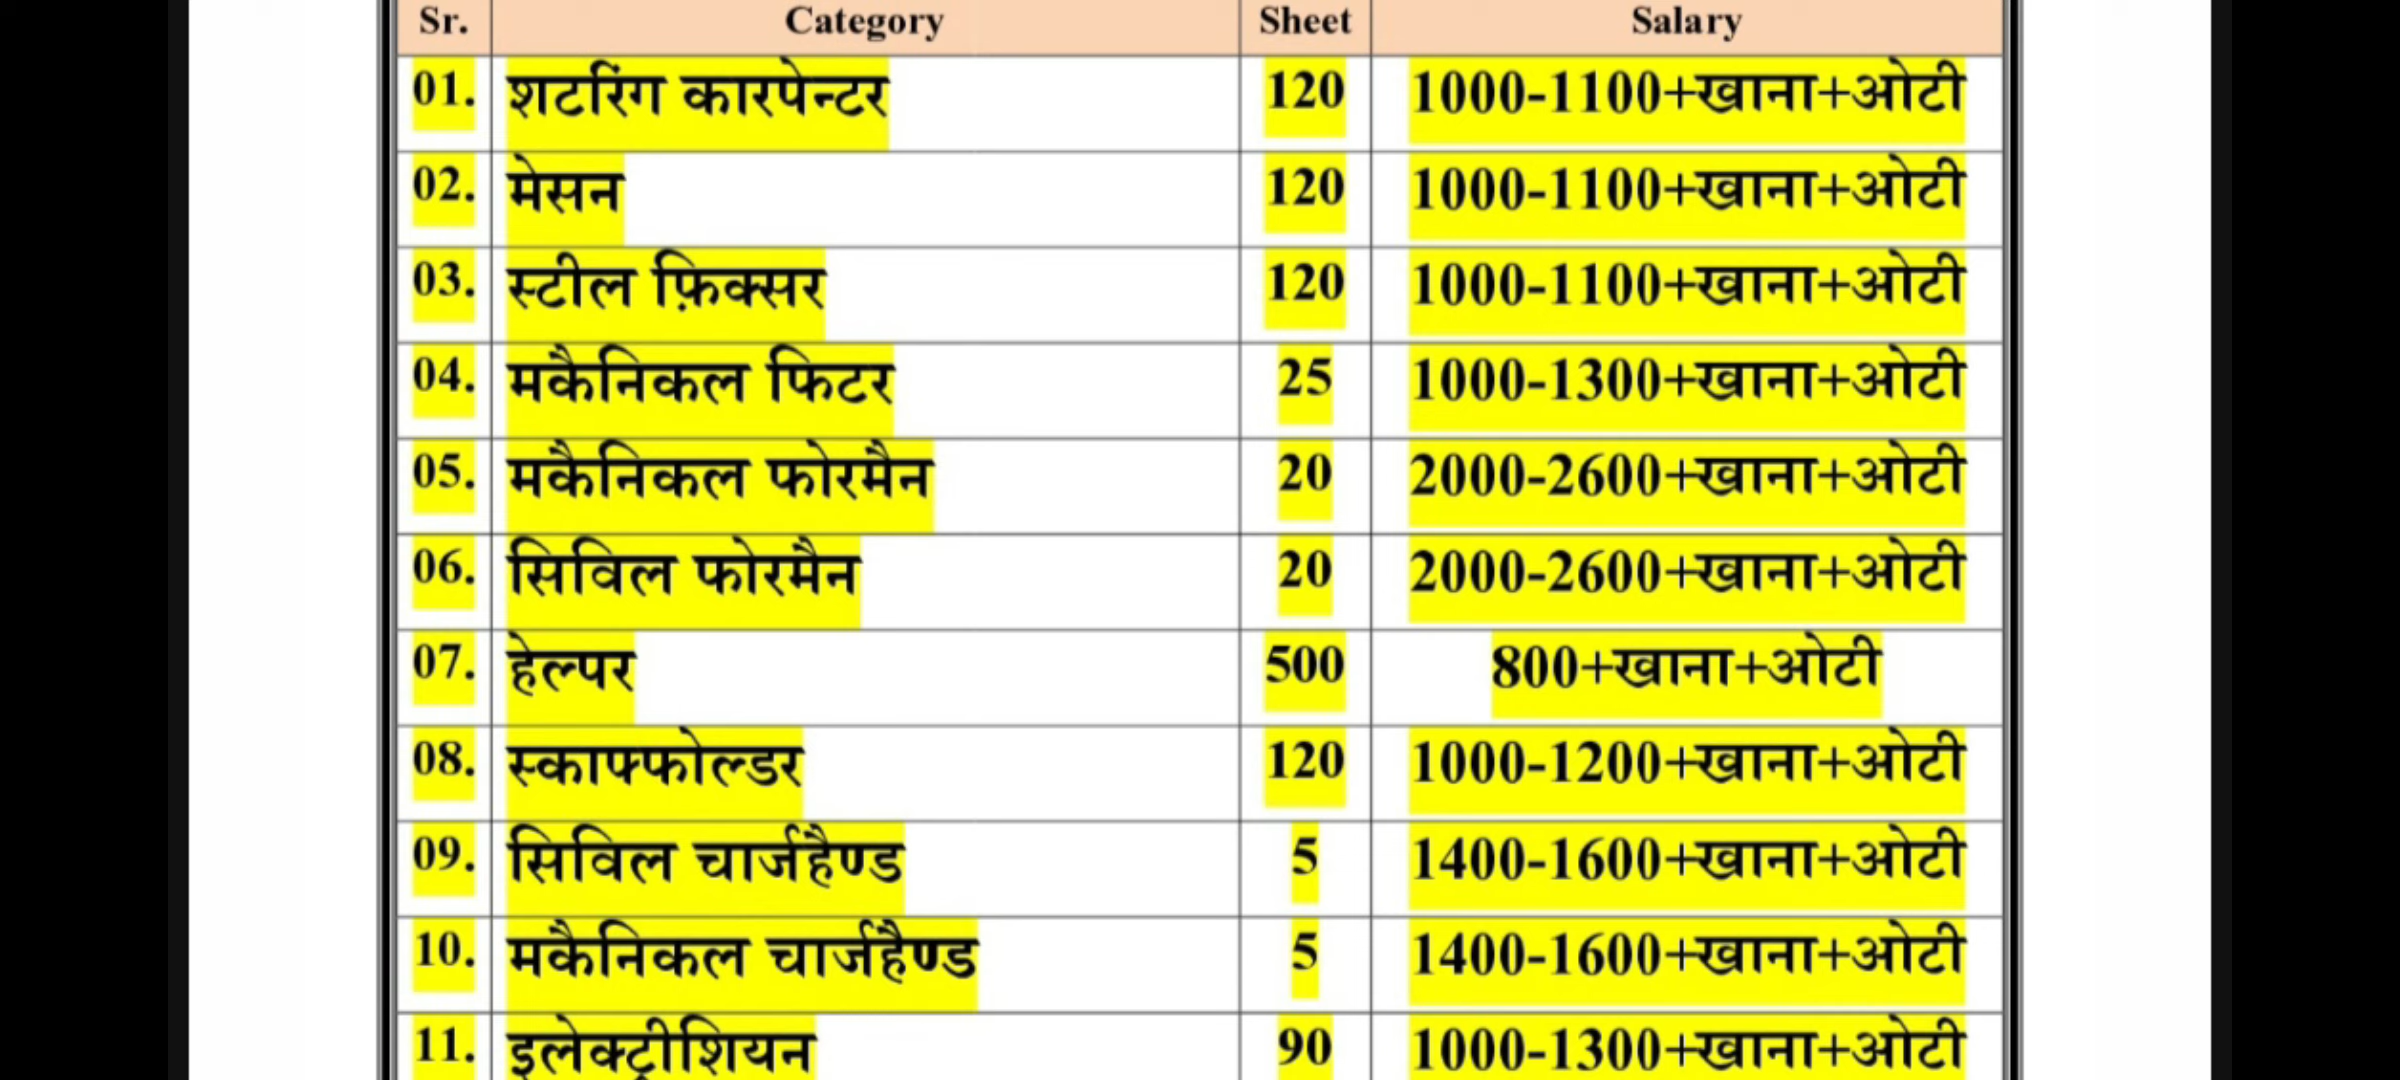 Sr. Category Sheet Salary
01. शटरिंग कारपेन्टर 120 1000-1100+खाना+ओटी
02. मेसन 120 1000-1100+खाना+ओटी
03. स्टील फ़िक्सर 120 1000-1100+खाना+ओटी
04. मकैनिकल फिटर 25 1000-1300+खाना+ओटी
05. मकैनिकल फोरमैन 20 2000-2600+खाना+ओटी
06. सिविल फोरमैन 20 2000-2600+खाना+ओटी
07. हेल्पर 500 800+खाना+ओटी
08. स्काफ्फोल्डर 120 1000-1200+खाना+ओटी
09. सिविल चार्जहैण्ड 5 1400-1600+खाना+ओटी
10. मकैनिकल चार्जहैण्ड 5 1400-1600+खाना+ओटी
11. इलेक्ट्रीशियन 90 1000-1300+खाना+ओटी